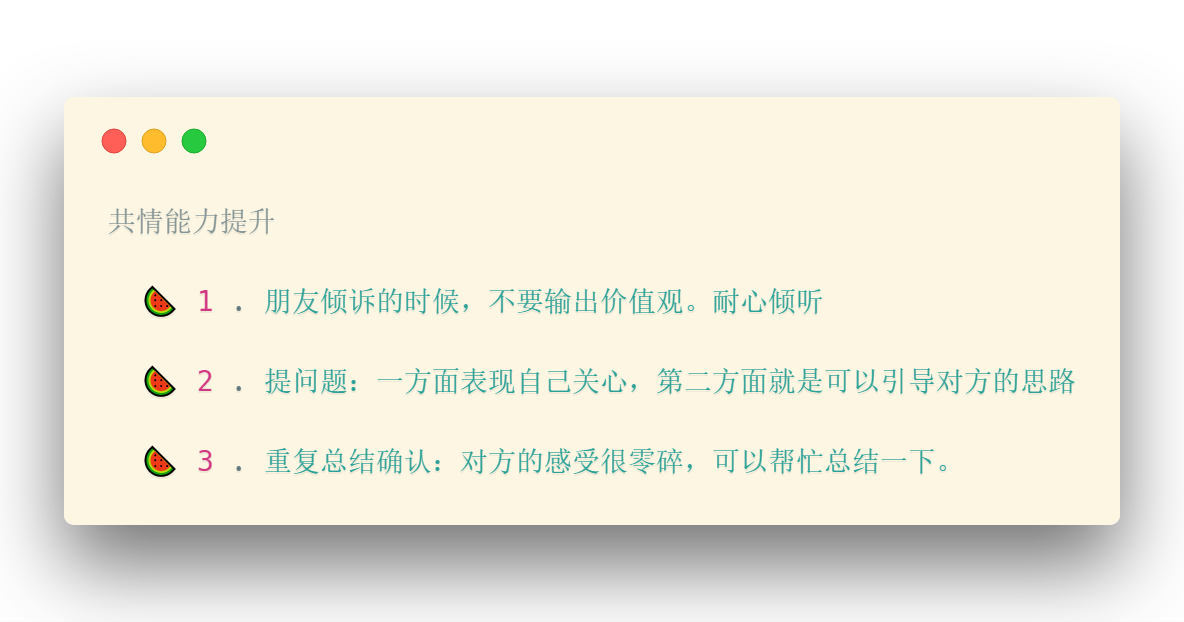 共情能力提升
🍉 1 . 朋友倾诉的时候，不要输出价值观。耐心倾听
🍉 2 . 提问题：一方面表现自己关心，第二方面就是可以引导对方的思路
🍉 3 . 重复总结确认：对方的感受很零碎，可以帮忙总结一下。